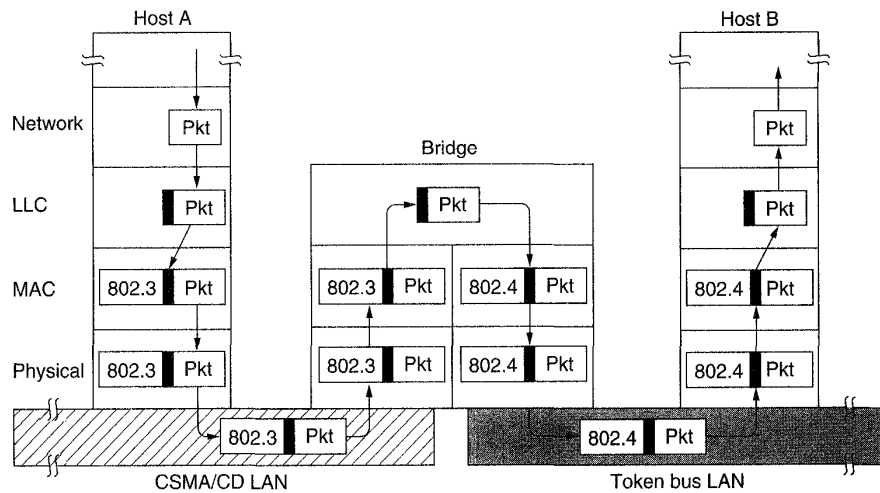 Host A
Host B
Network
Pkt
Pkt
Bridge
LLC
Pkt
Pkt
Pkt
MAC
802.3 Pkt
802.3 Pkt
802.4 Pkt
802.4 Pkt
Physical
802.3 Pkt
802.3 Pkt
802.4 Pkt
802.4 Pkt
802.3 Pkt
802.4 Pkt
CSMA/CD LAN
Token bus LAN